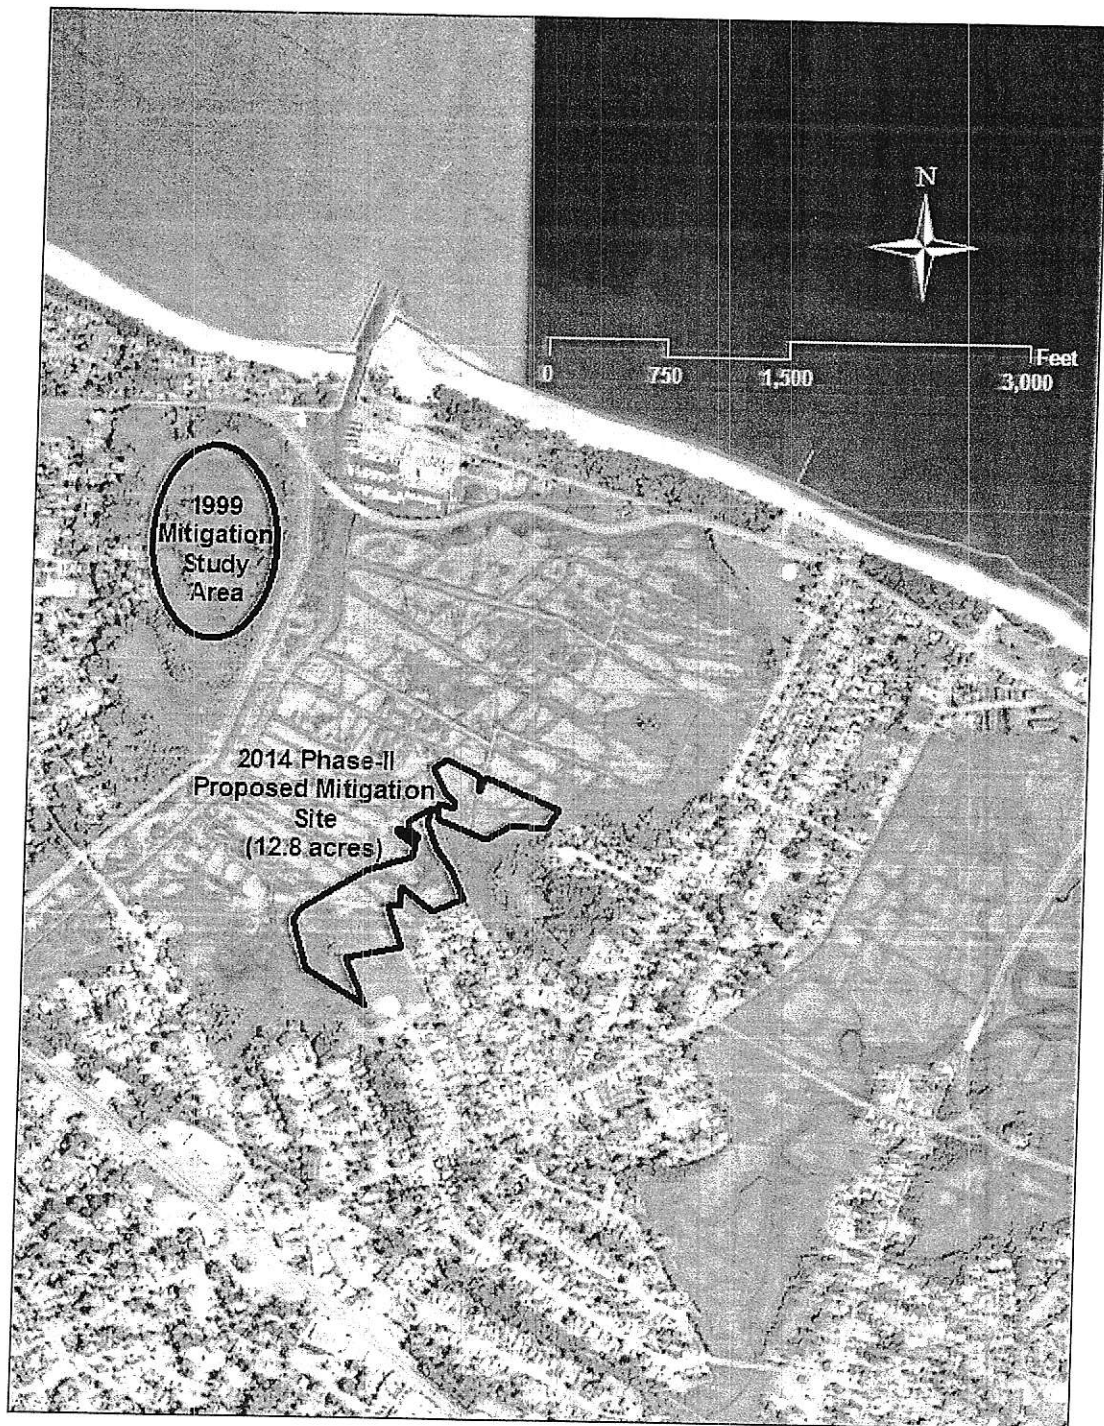 N
Feet
0 750 1,500 3,000
1999
Mitigation
Study
Area
2014 Phase-II
Proposed Mitigation
Site
(12.8 acres)